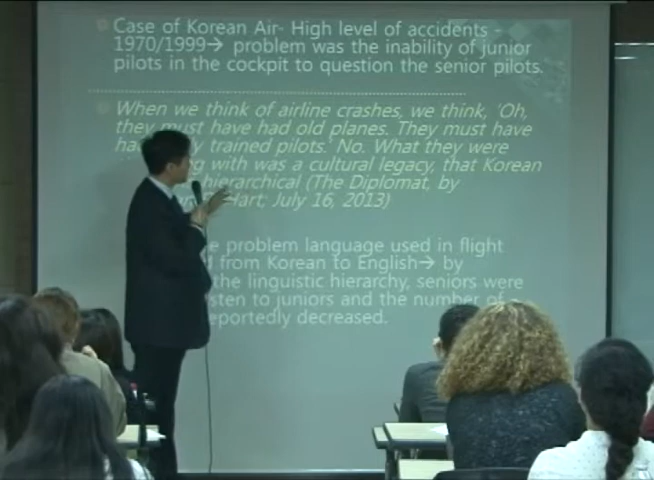 Case of Korean Air- High level of accidents -
1970/1999→ problem was the inability of junior
pilots in the cockpit to question the senior pilots.
When we think of airline crashes, we think, 'Oh,
they must have had old planes. They must have
trained pilots.' No. What they were
with was a cultural legacy, that Korean
hierarchical (The Diplomat, by
Hart; July 16, 2013)
problem language used in flight
from Korean to English→ by
the linguistic hierarchy, seniors were
to juniors and the number of
decreased.